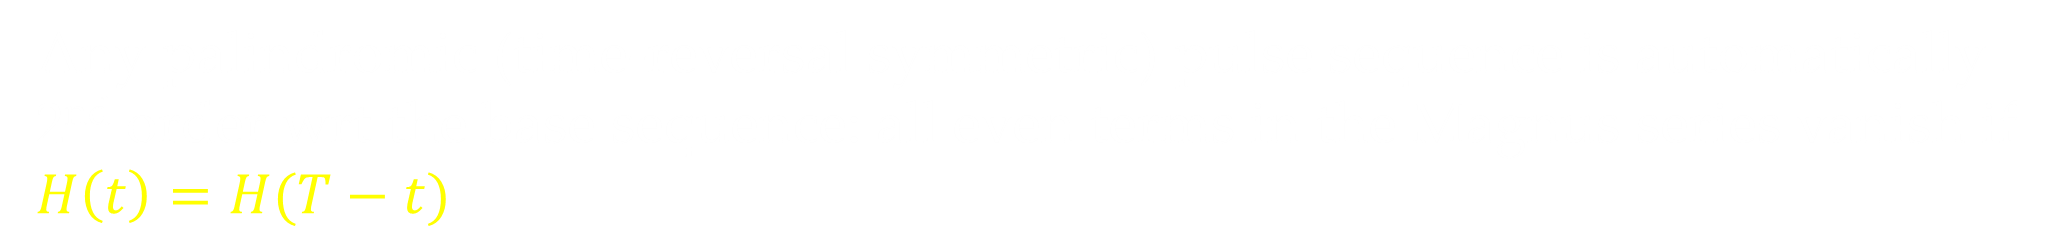 H(t) = H(T − t)